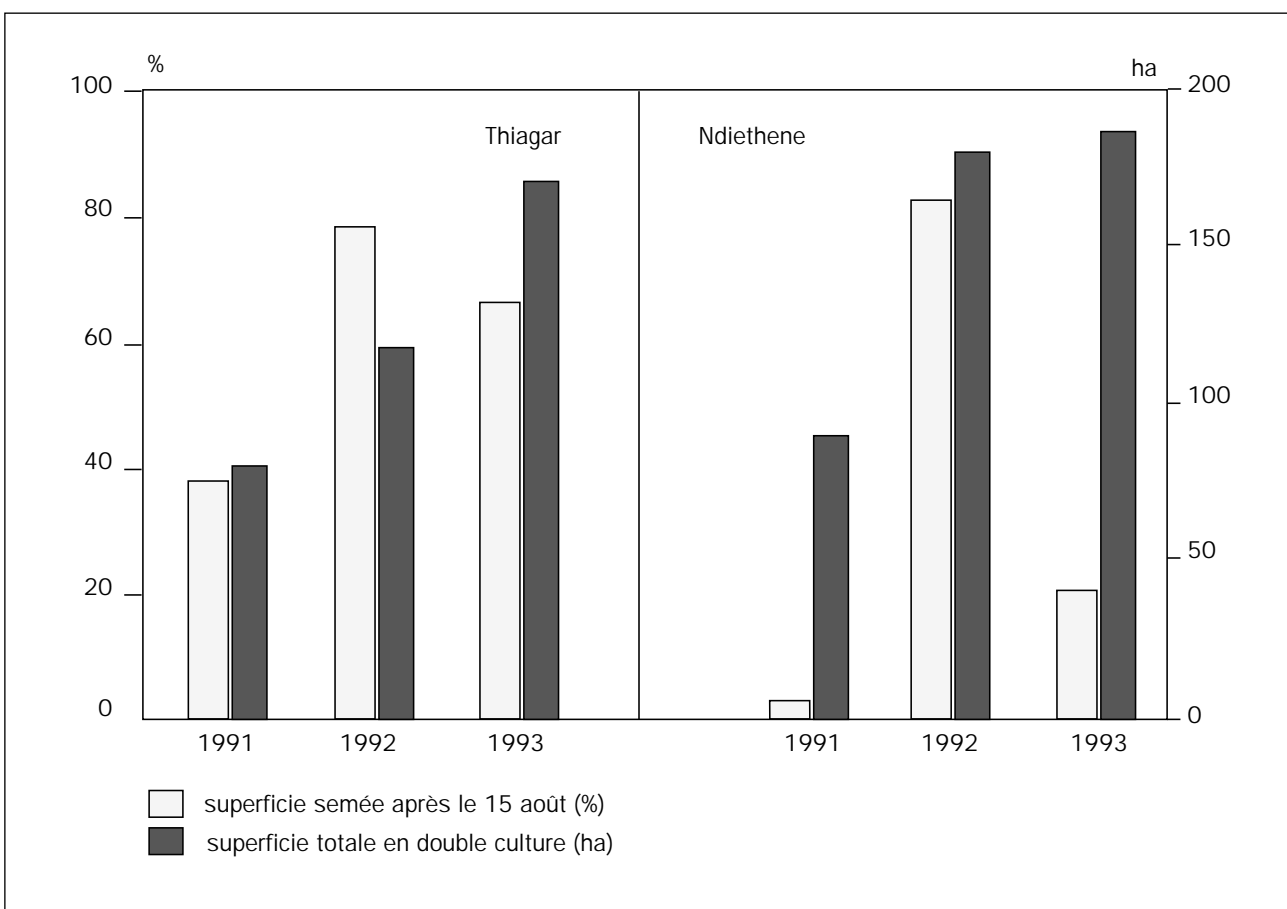 % ha
100 200
Thiagar Ndiethene
80
150
60
100
40
50
20
0 0
1991 1992 1993 1991 1992 1993
superficie semée après le 15 août (%)
superficie totale en double culture (ha)